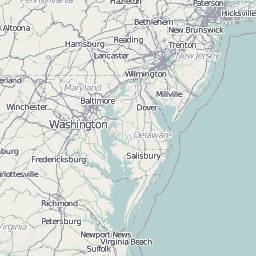 Pennsylvania
Hazleton
Paterson
Altoona
Bethlehem
New Brunswick
Hicksville
Harrisburg
Reading
Trenton
Lancaster
New Jersey
Wilmington
Maryland
Millville
Winchester
Baltimore
Dover
Washington
Delaware
Fredericksburg
Salisbury
Richmond
Virginia
Petersburg
Newport News
Suffolk
Virginia Beach